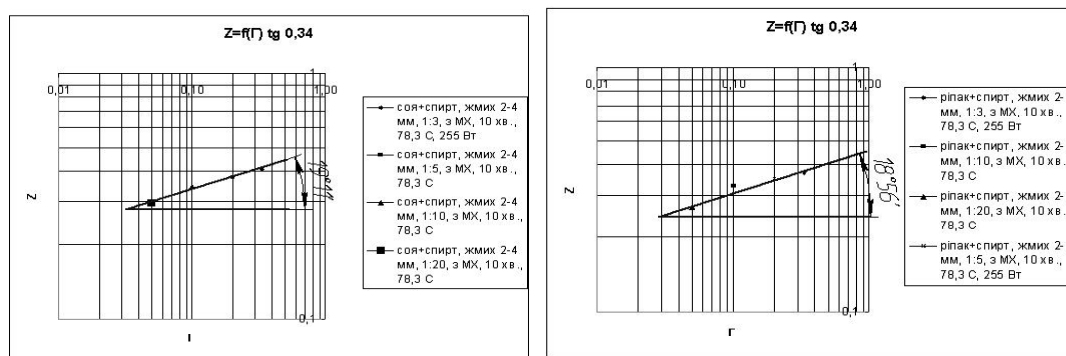 Z=f(Г) tg 0,34
1
0,01
0,10
1,00
Z
0,1
Г
соя+спирт, жмих 2-4
мм, 1:3, з МХ, 10 хв.,
78,3 С, 255 Вт
соя+спирт, жмих 2-4
мм, 1:5, з МХ, 10 хв.,
78,3 С
соя+спирт, жмих 2-4
мм, 1:10, з МХ, 10 хв.,
78,3 С
соя+спирт, жмих 2-4
мм, 1:20, з МХ, 10 хв.,
78,3 С
Z=f(Г) tg 0,34
1
0,01
0,10
1,00
18°56'
Z
0,1
Г
ріпак+спирт, жмих 2-
мм, 1:3, з МХ, 10 хв.,
78,3 С, 255 Вт
ріпак+спирт, жмих 2-
мм, 1:10, з МХ, 10 хв.,
78,3 С
ріпак+спирт, жмих 2-
мм, 1:20, з МХ, 10 хв.,
78,3 С
ріпак+спирт, жмих 2-
мм, 1:5, з МХ, 10 хв.,
78,3 С, 255 Вт